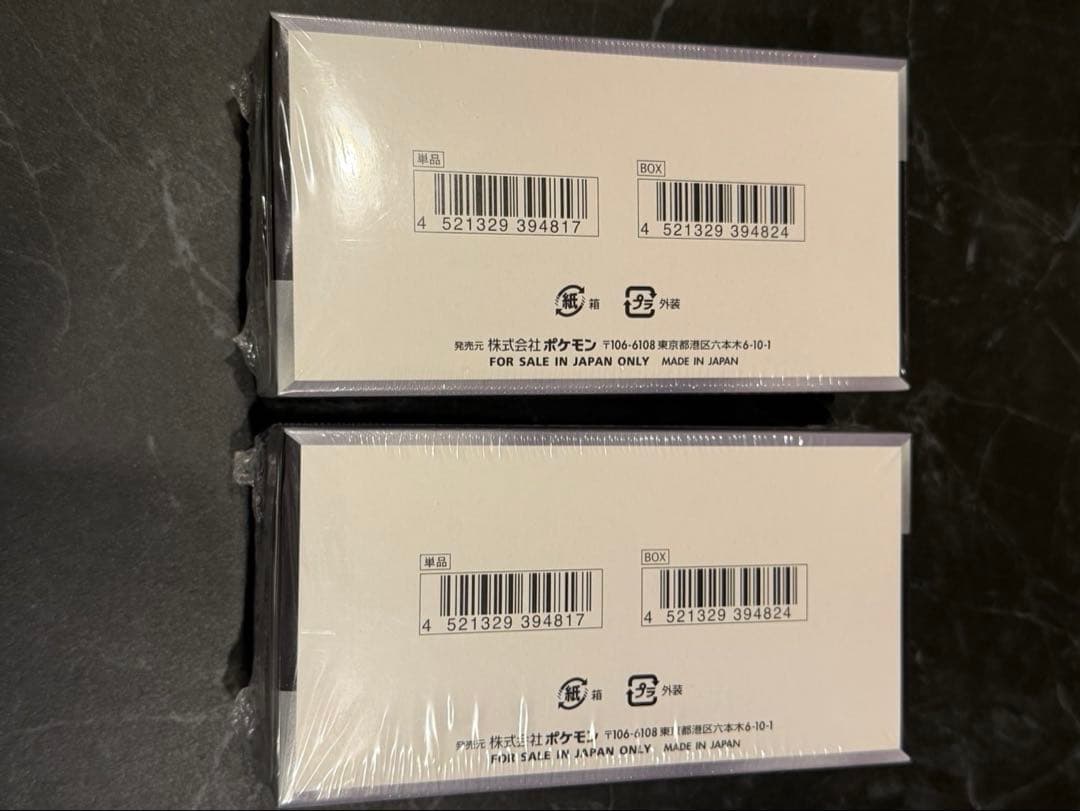 単品
BOX
4 521329 394817
4 521329 394824
紙 箱
プラ 外装
発売元 株式会社 ポケモン 〒106-6108 東京都港区六本木6-10-1
FOR SALE IN JAPAN ONLY MADE IN JAPAN
単品
BOX
4 521329 394817
4 521329 394824
紙 箱
プラ 外装
発売元 株式会社 ポケモン 〒106-6108 東京都港区六本木6-10-1
FOR SALE IN JAPAN ONLY MADE IN JAPAN